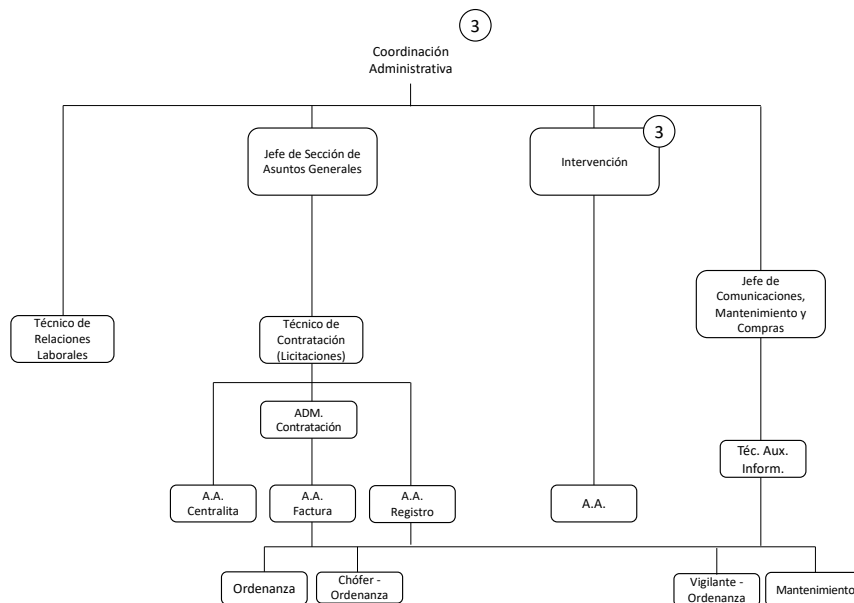 3
Coordinación
Administrativa
Jefe de Sección de
Asuntos Generales
Intervención
3
Jefe de
Comunicaciones,
Mantenimiento y
Compras
Técnico de
Relaciones
Laborales
Técnico de
Contratación
(Licitaciones)
ADM.
Contratación
Téc. Aux.
Inform.
A.A.
Centralita
A.A.
Factura
A.A.
Registro
A.A.
Ordenanza
Chófer -
Ordenanza
Vigilante -
Ordenanza
Mantenimiento